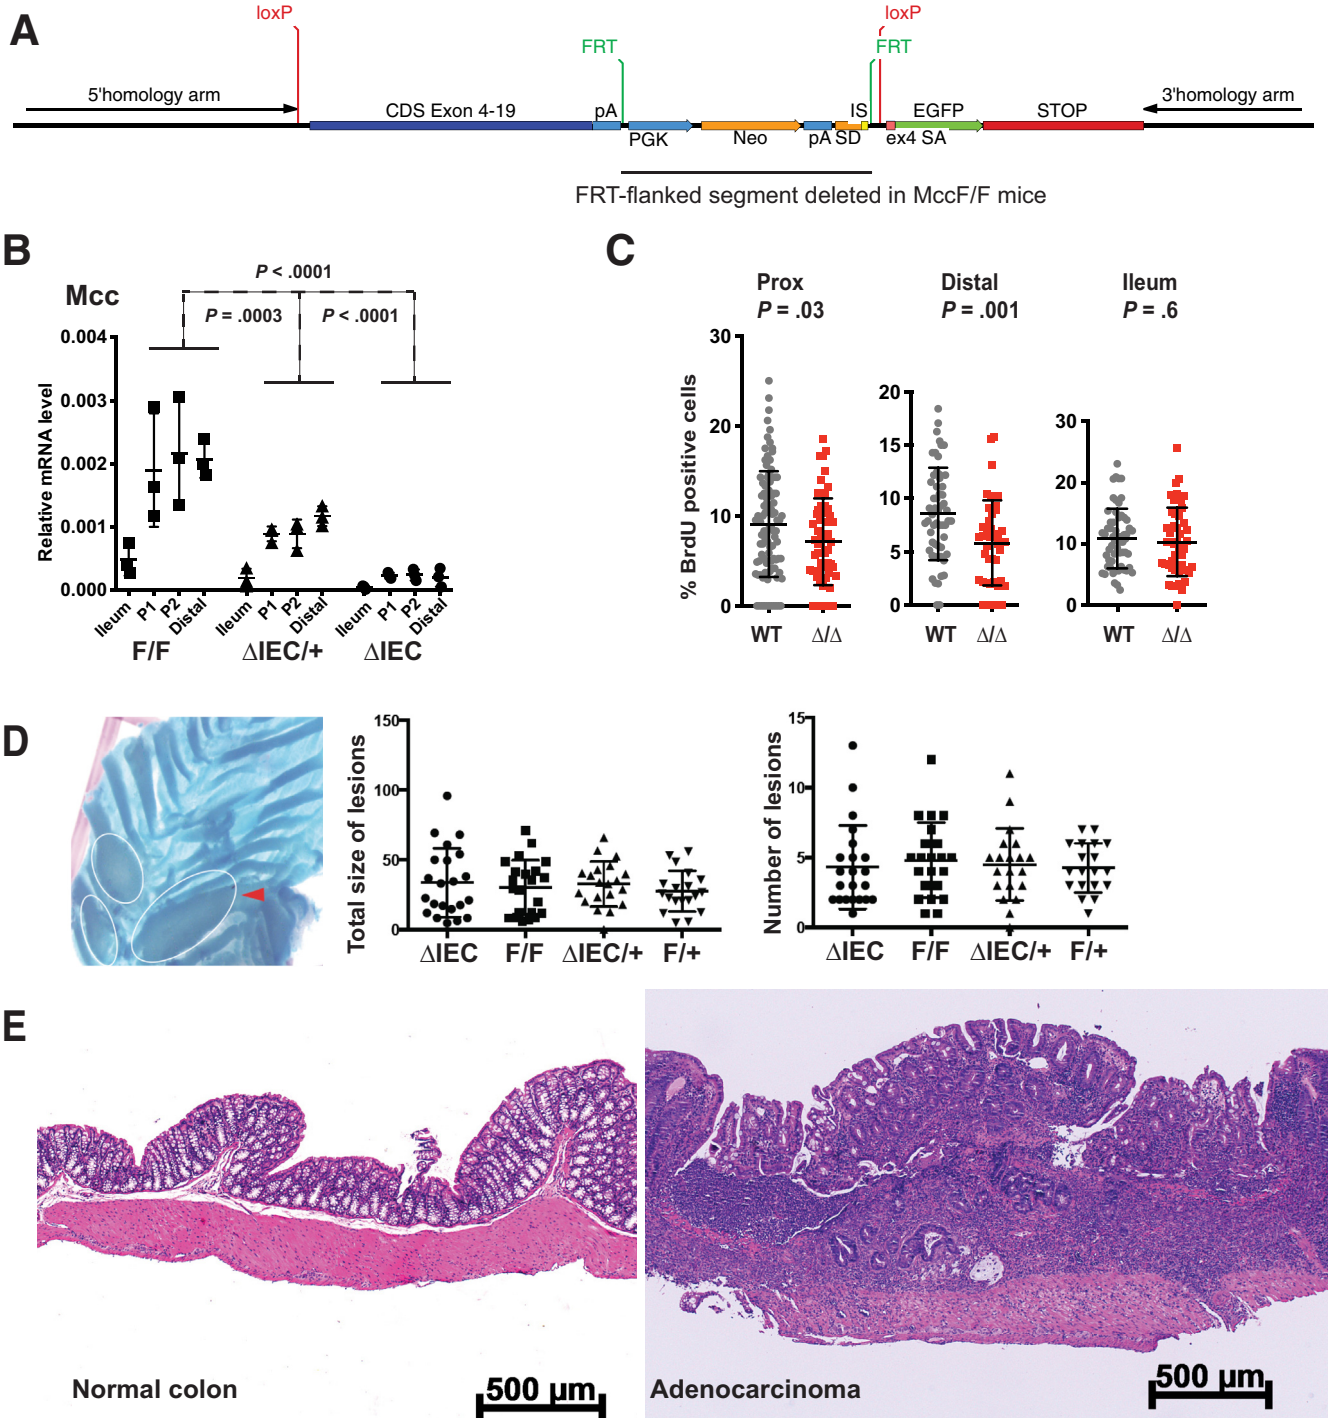 A
loxP
loxP
FRT
FRT
5'homology arm
CDS Exon 4-19
pA
IS
EGFP
STOP
3'homology arm
PGK
Neo
pA SD
ex4 SA
FRT-flanked segment deleted in MccF/F mice
B
Mcc
P < .0001
P = .0003
P < .0001
Relative mRNA level
0.004
0.003
0.002
0.001
0.000
Ileum
P1
P2
Distal
Ileum
P1
P2
Distal
Ileum
P1
P2
Distal
F/F
ΔIEC/+
ΔIEC
C
Prox
P = .03
Distal
P = .001
Ileum
P = .6
% BrdU positive cells
30
20
10
0
WT
Δ/Δ
20
15
10
5
0
WT
Δ/Δ
30
20
10
0
WT
Δ/Δ
D
Total size of lesions
150
100
50
0
ΔIEC
F/F
ΔIEC/+
F/+
Number of lesions
15
10
5
0
ΔIEC
F/F
ΔIEC/+
F/+
E
Normal colon
500 µm
Adenocarcinoma
500 µm